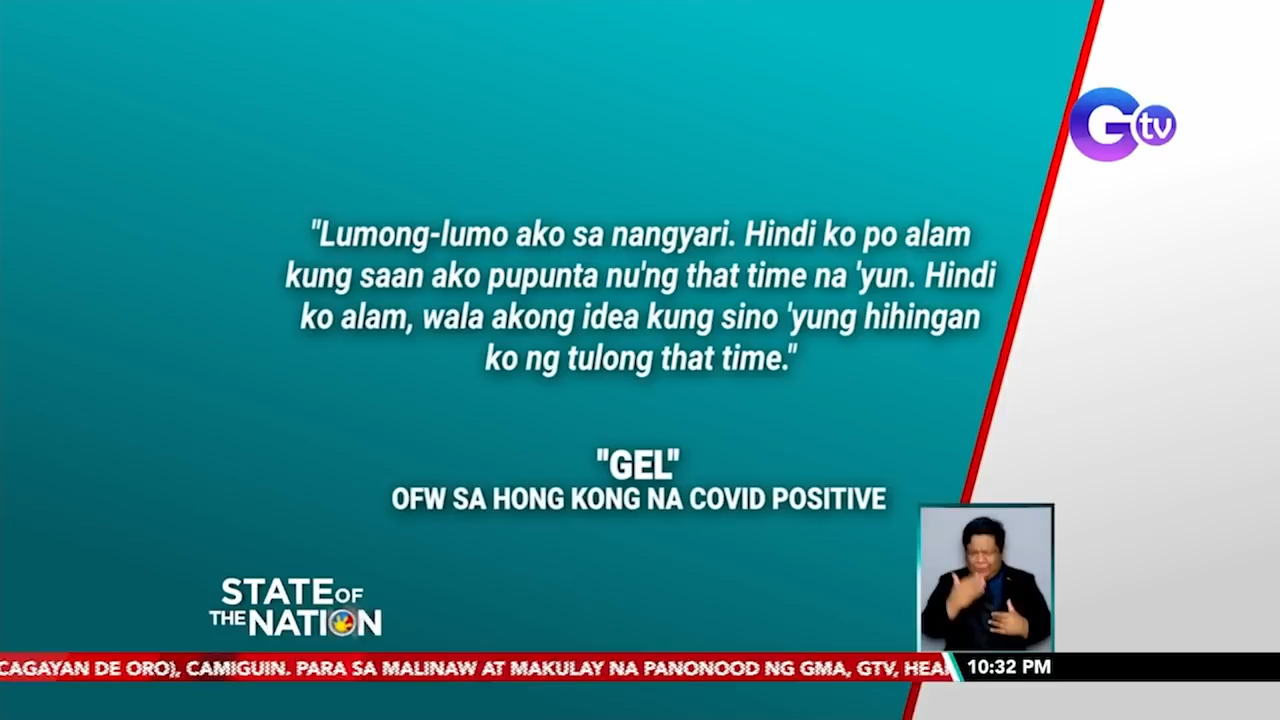 Gtv
"Lumong-lumo ako sa nangyari. Hindi ko po alam
kung saan ako pupunta nu'ng that time na 'yun. Hindi
ko alam, wala akong idea kung sino 'yung hihingan
ko ng tulong that time."
"GEL"
OFW SA HONG KONG NA COVID POSITIVE
STATE OF
THE NATION
CAGAYAN DE ORO), CAMIGUIN. PARA SA MALINAW AT MAKULAY NA PANONOOD NG GMA, GTV,
10:32 PM